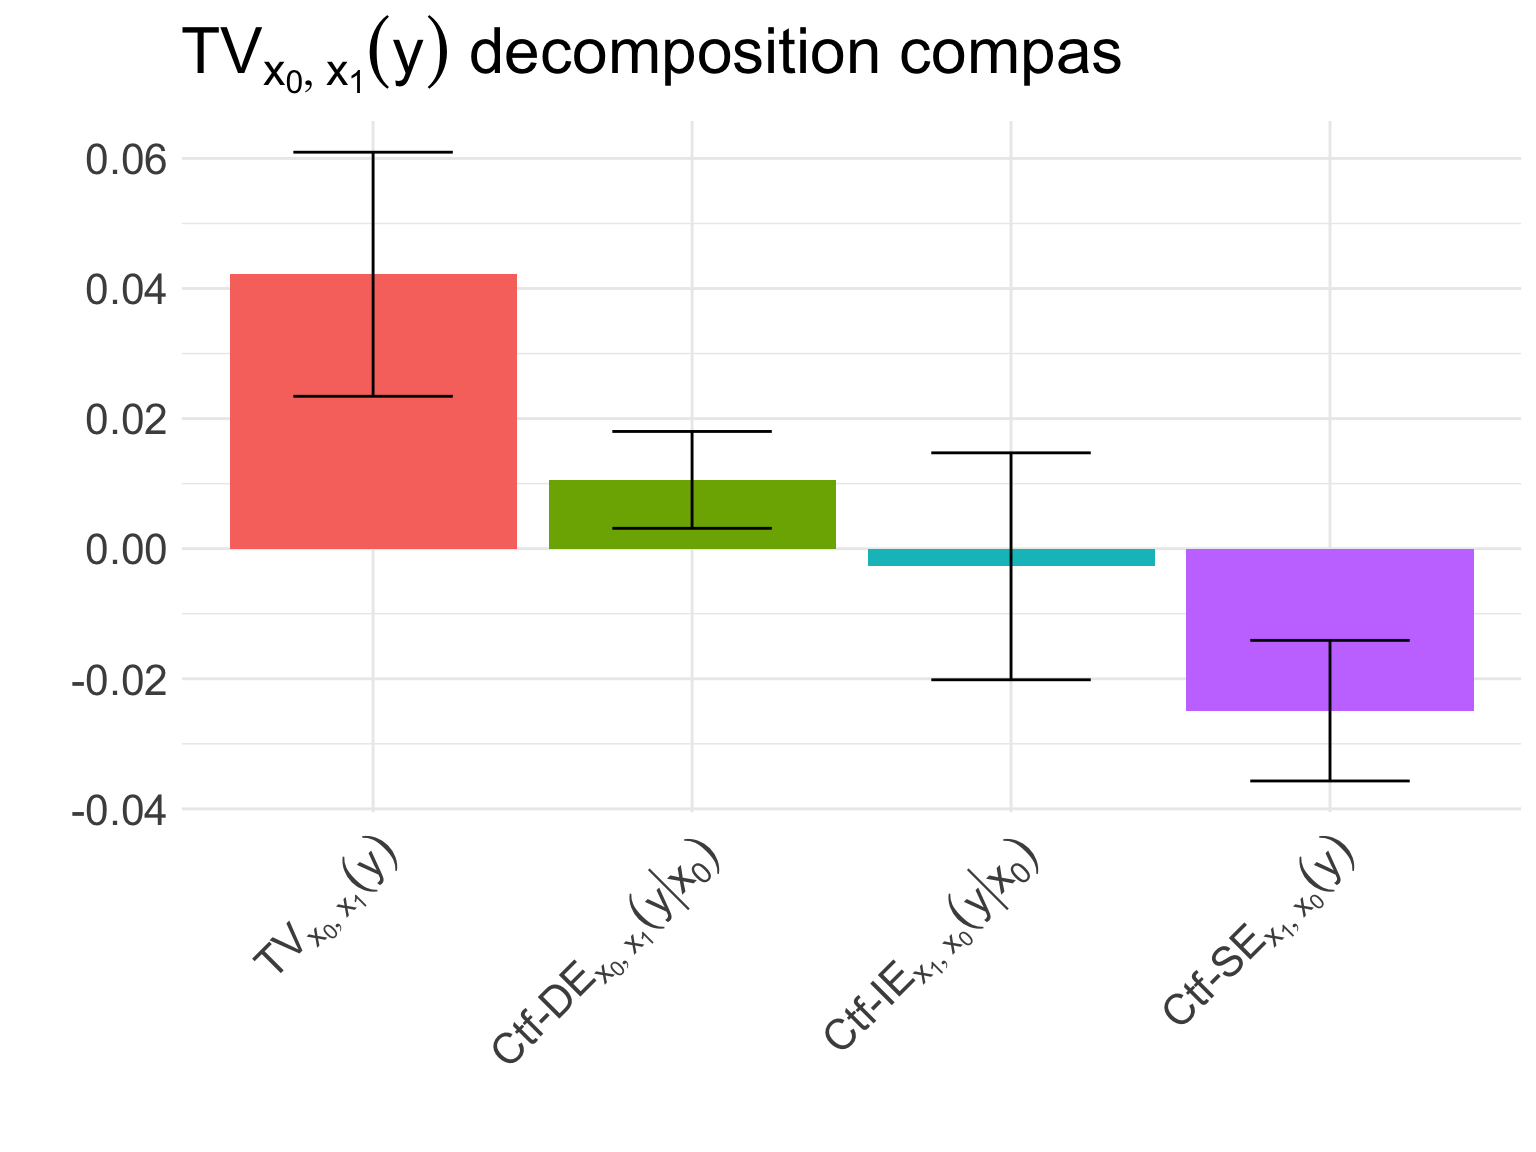 TVx₀, x₁(y) decomposition compas
0.06
0.04
0.02
0.00
-0.02
-0.04
TVx₀, x₁(y)
Ctf-DEx₀, x₁(y|x₀)
Ctf-IEx₁, x₀(y|x₀)
Ctf-SEx₁, x₀(y)